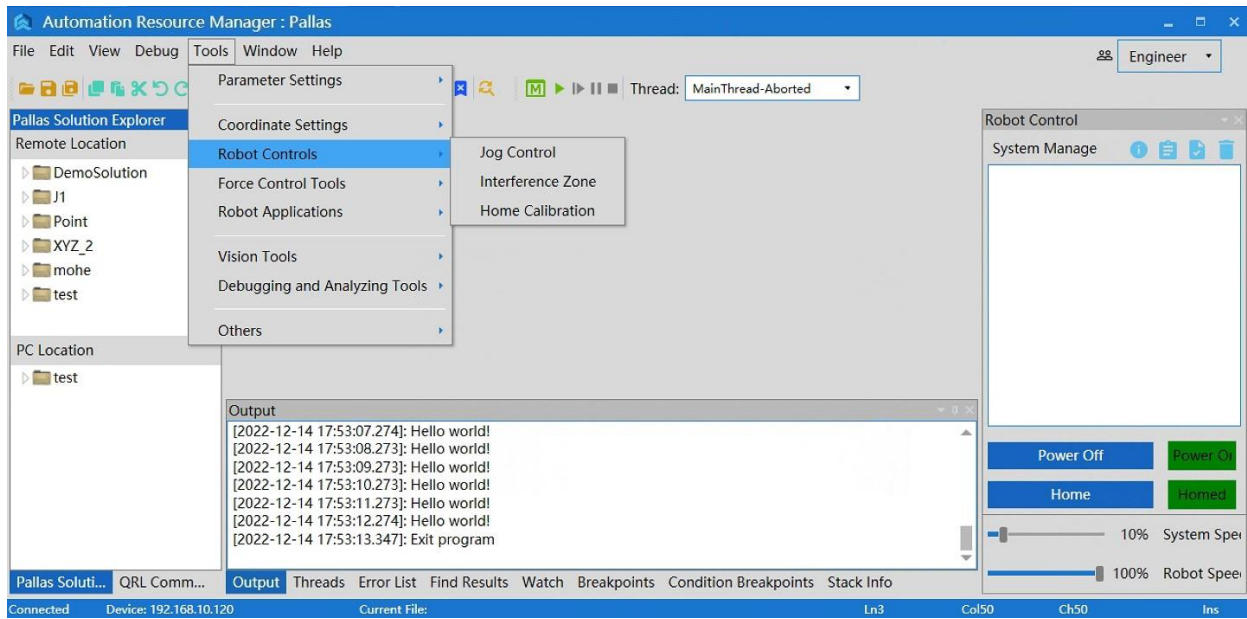 Automation Resource Manager : Pallas
File Edit View Debug Tools Window Help
Engineer
M
Thread: MainThread-Aborted
Parameter Settings
Coordinate Settings
Robot Controls
Force Control Tools
Robot Applications
Vision Tools
Debugging and Analyzing Tools
Others
Jog Control
Interference Zone
Home Calibration
Pallas Solution Explorer
Remote Location
DemoSolution
J1
Point
XYZ_2
mohe
test
PC Location
test
Pallas Soluti... QRL Comm...
Output
[2022-12-14 17:53:07.274]: Hello world!
[2022-12-14 17:53:08.273]: Hello world!
[2022-12-14 17:53:09.273]: Hello world!
[2022-12-14 17:53:10.273]: Hello world!
[2022-12-14 17:53:11.273]: Hello world!
[2022-12-14 17:53:12.274]: Hello world!
[2022-12-14 17:53:13.347]: Exit program
Output Threads Error List Find Results Watch Breakpoints Condition Breakpoints Stack Info
Robot Control
System Manage
Power Off Power On
Home Homed
10% System Spe
100% Robot Spee
Connected Device: 192.168.10.120 Current File: Ln3 Col50 Ch50 Ins